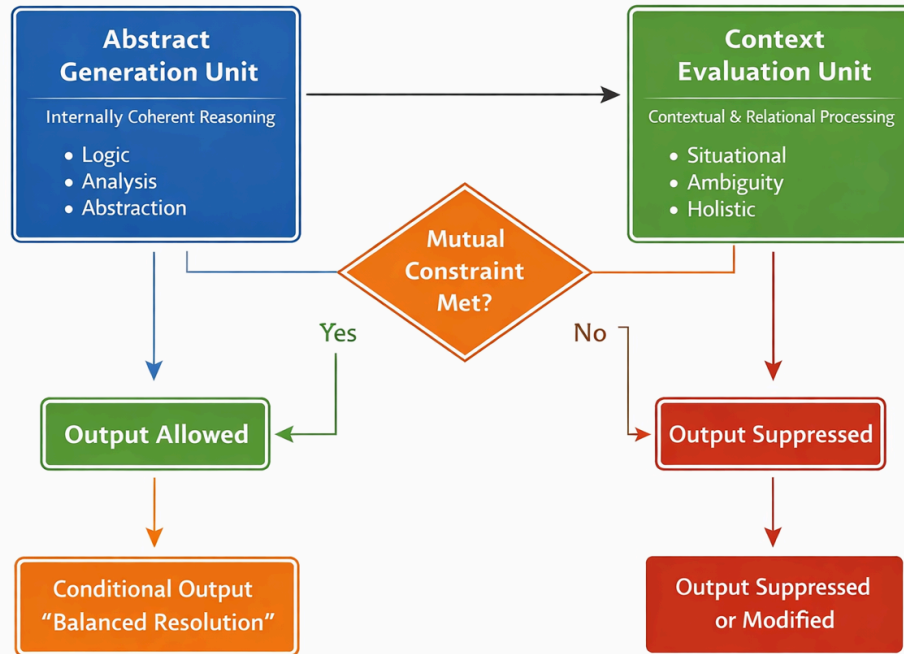 Abstract
Generation Unit
Internally Coherent Reasoning
• Logic
• Analysis
• Abstraction
Context
Evaluation Unit
Contextual & Relational Processing
• Situational
• Ambiguity
• Holistic
Mutual
Constraint
Met?
Yes
No
Output Allowed
Output Suppressed
Conditional Output
“Balanced Resolution”
Output Suppressed
or Modified